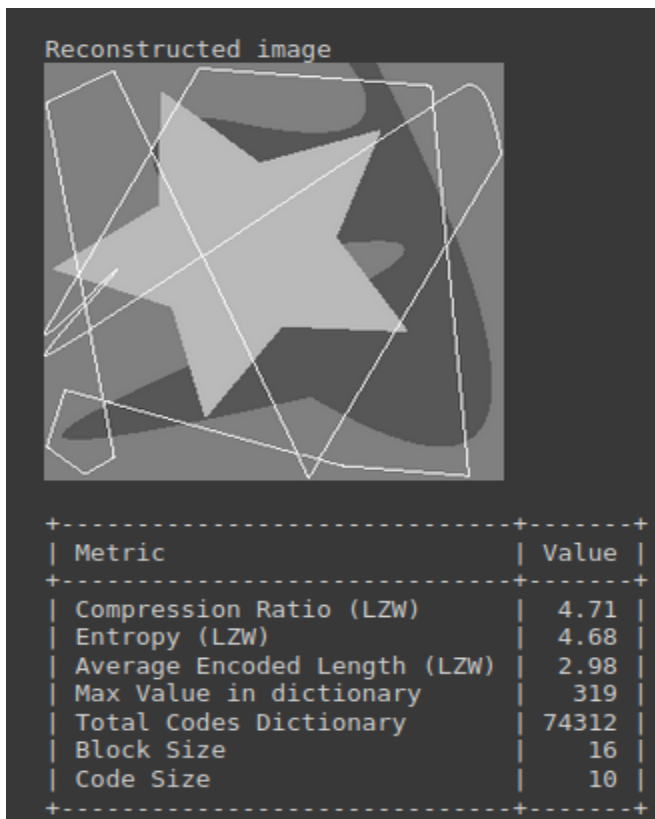 Reconstructed image
+------------------------------+-------+
| Metric                       | Value |
+------------------------------+-------+
| Compression Ratio (LZW)      |  4.71 |
| Entropy (LZW)                |  4.68 |
| Average Encoded Length (LZW) |  2.98 |
| Max Value in dictionary      |   319 |
| Total Codes Dictionary       | 74312 |
| Block Size                   |    16 |
| Code Size                    |    10 |
+------------------------------+-------+